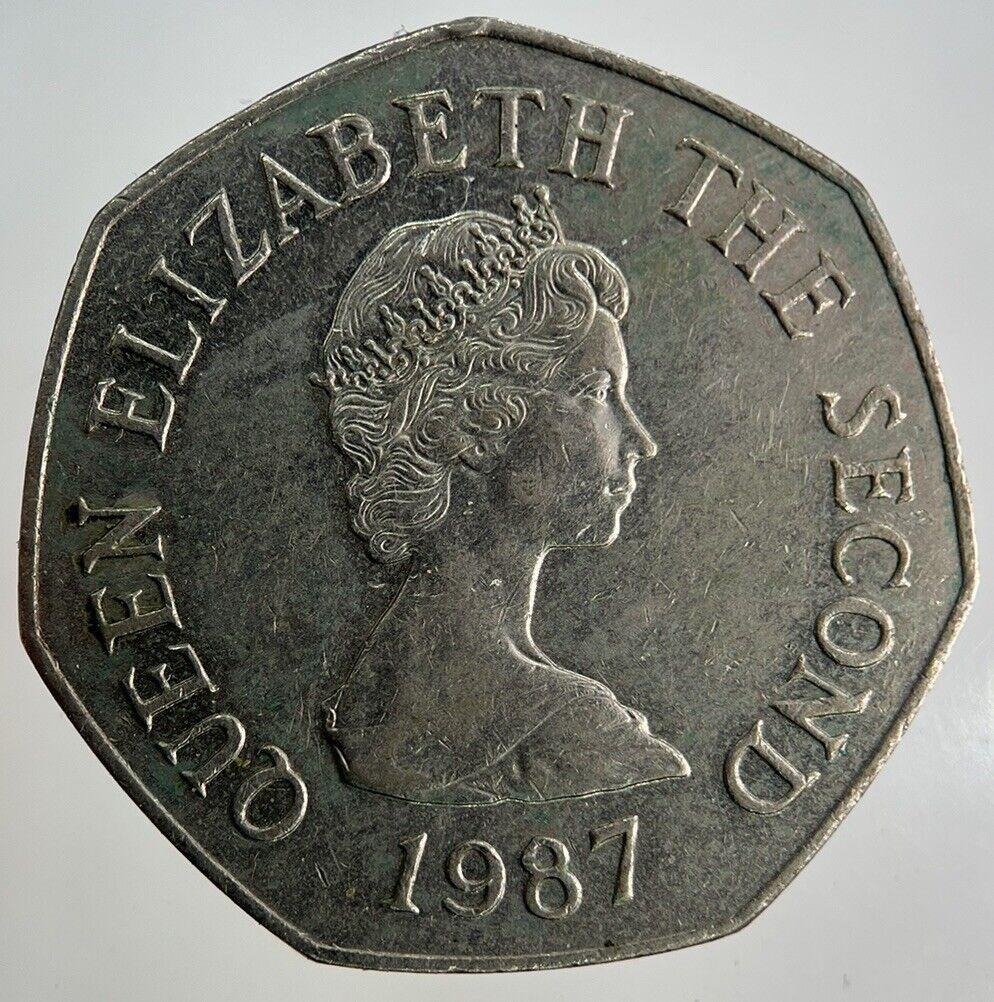 QUEEN ELIZABETH THE SECOND
1987